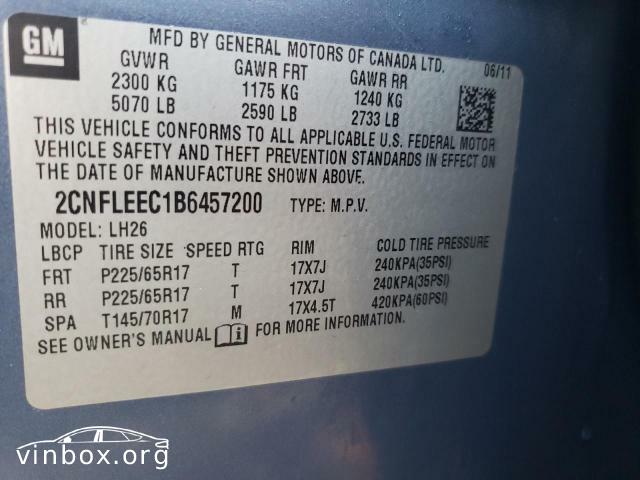 GM
MFD BY GENERAL MOTORS OF CANADA LTD.
06/11
GVWR GAWR FRT GAWR RR
2300 KG 1175 KG 1240 KG
5070 LB 2590 LB 2733 LB
THIS VEHICLE CONFORMS TO ALL APPLICABLE U.S. FEDERAL MOTOR
VEHICLE SAFETY AND THEFT PREVENTION STANDARDS IN EFFECT ON
THE DATE OF MANUFACTURE SHOWN ABOVE.
2CNFLEEC1B6457200 TYPE: M.P.V.
MODEL: LH26
LBCP TIRE SIZE SPEED RTG RIM COLD TIRE PRESSURE
FRT P225/65R17 T 17X7J 240KPA(35PSI)
RR P225/65R17 T 17X7J 240KPA(35PSI)
SPA T145/70R17 M 17X4.5T 420KPA(60PSI)
SEE OWNER'S MANUAL FOR MORE INFORMATION.
vinbox.org